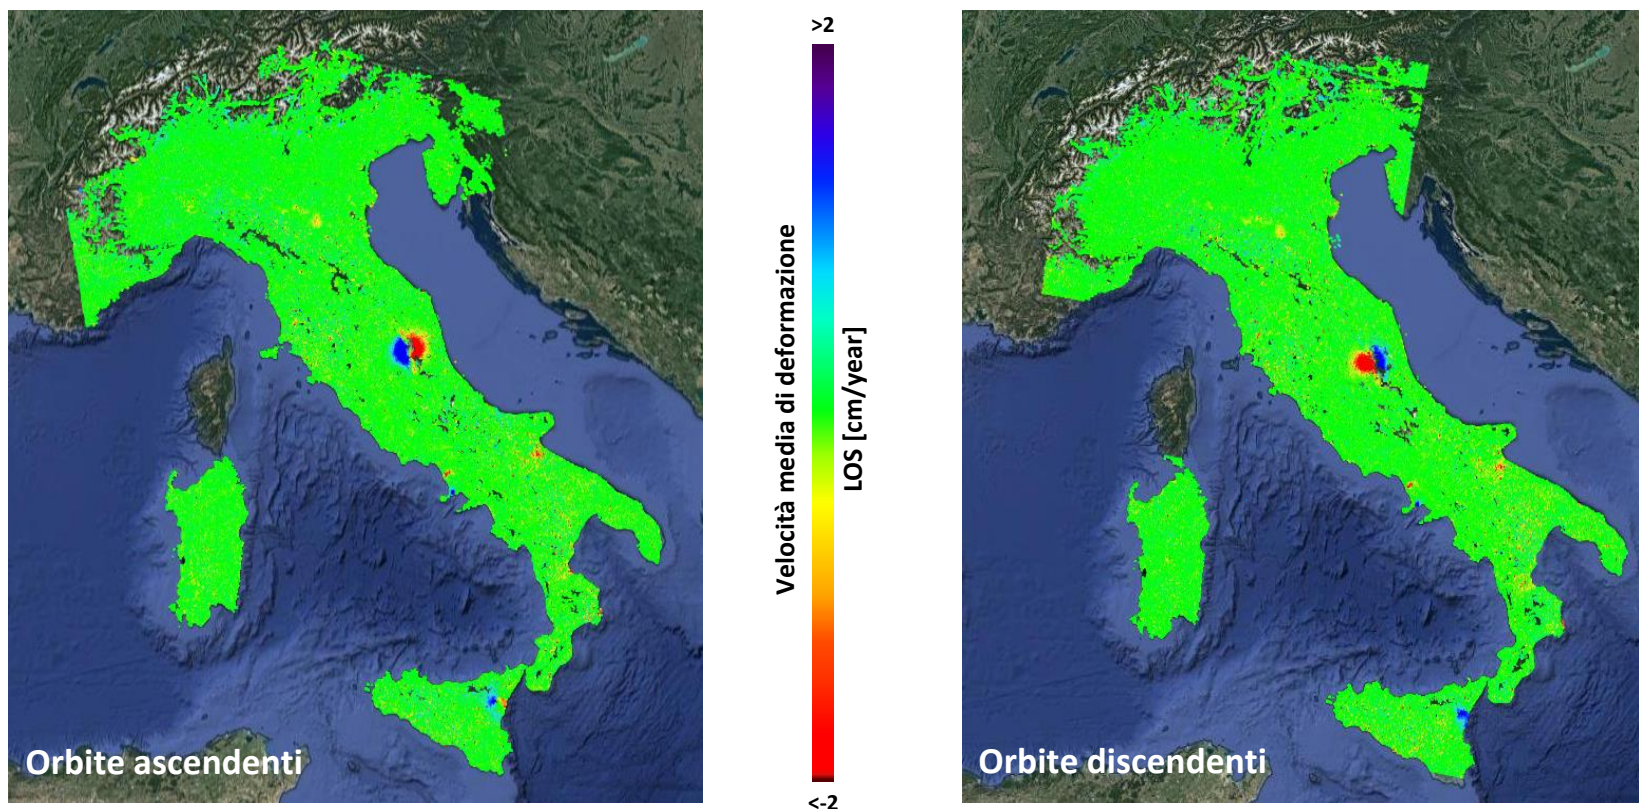 >2
Velocità media di deformazione
LOS [cm/year]
<-2
Orbite ascendenti
Orbite discendenti